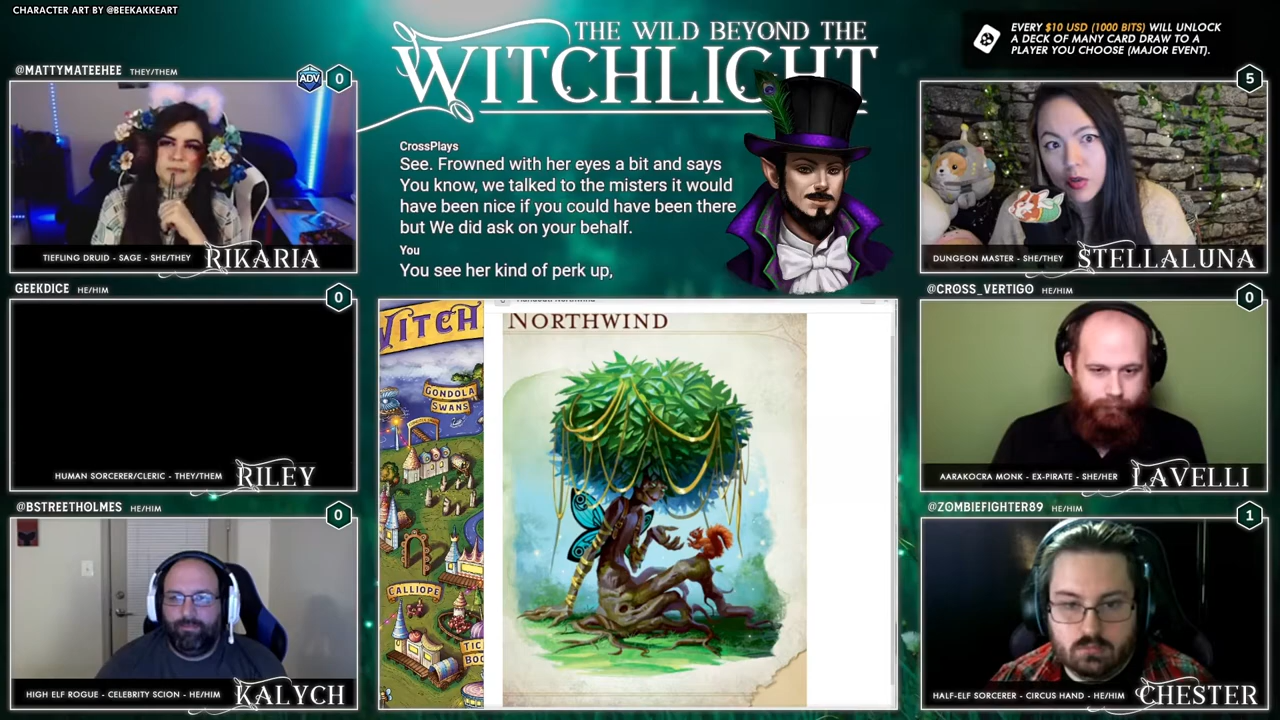 CHARACTER ART BY @BEEKAKKEART
THE WILD BEYOND THE
WITCHLIGHT
EVERY $10 USD (1000 BITS) WILL UNLOCK
A DECK OF MANY CARD DRAW TO A
PLAYER YOU CHOOSE (MAJOR EVENT).
@MATTYMATEEHEE THEY/THEM
ADV
0
TIEFLING DRUID - SAGE - SHE/THEY RIKARIA
CrossPlays
See. Frowned with her eyes a bit and says
You know, we talked to the misters it would
have been nice if you could have been there
but We did ask on your behalf.
You
You see her kind of perk up,
5
DUNGEON MASTER - SHE/THEY STELLALUNA
GEEKDICE HE/HIM
0
HUMAN SORCERER/CLERIC - THEY/THEM RILEY
WITCH
GONDOLA
SWANS
CALLIOPE
TIC
BOO
NORTHWIND
@CROSS_VERTIGO HE/HIM
0
AARAKOCRA MONK - EX-PIRATE - SHE/HER LAVELLI
@BSTREETHOLMES HE/HIM
0
HIGH ELF ROGUE - CELEBRITY SCION - HE/HIM KALYCH
@ZOMBIEFIGHTER89 HE/HIM
1
HALF-ELF SORCERER - CIRCUS HAND - HE/HIM CHESTER